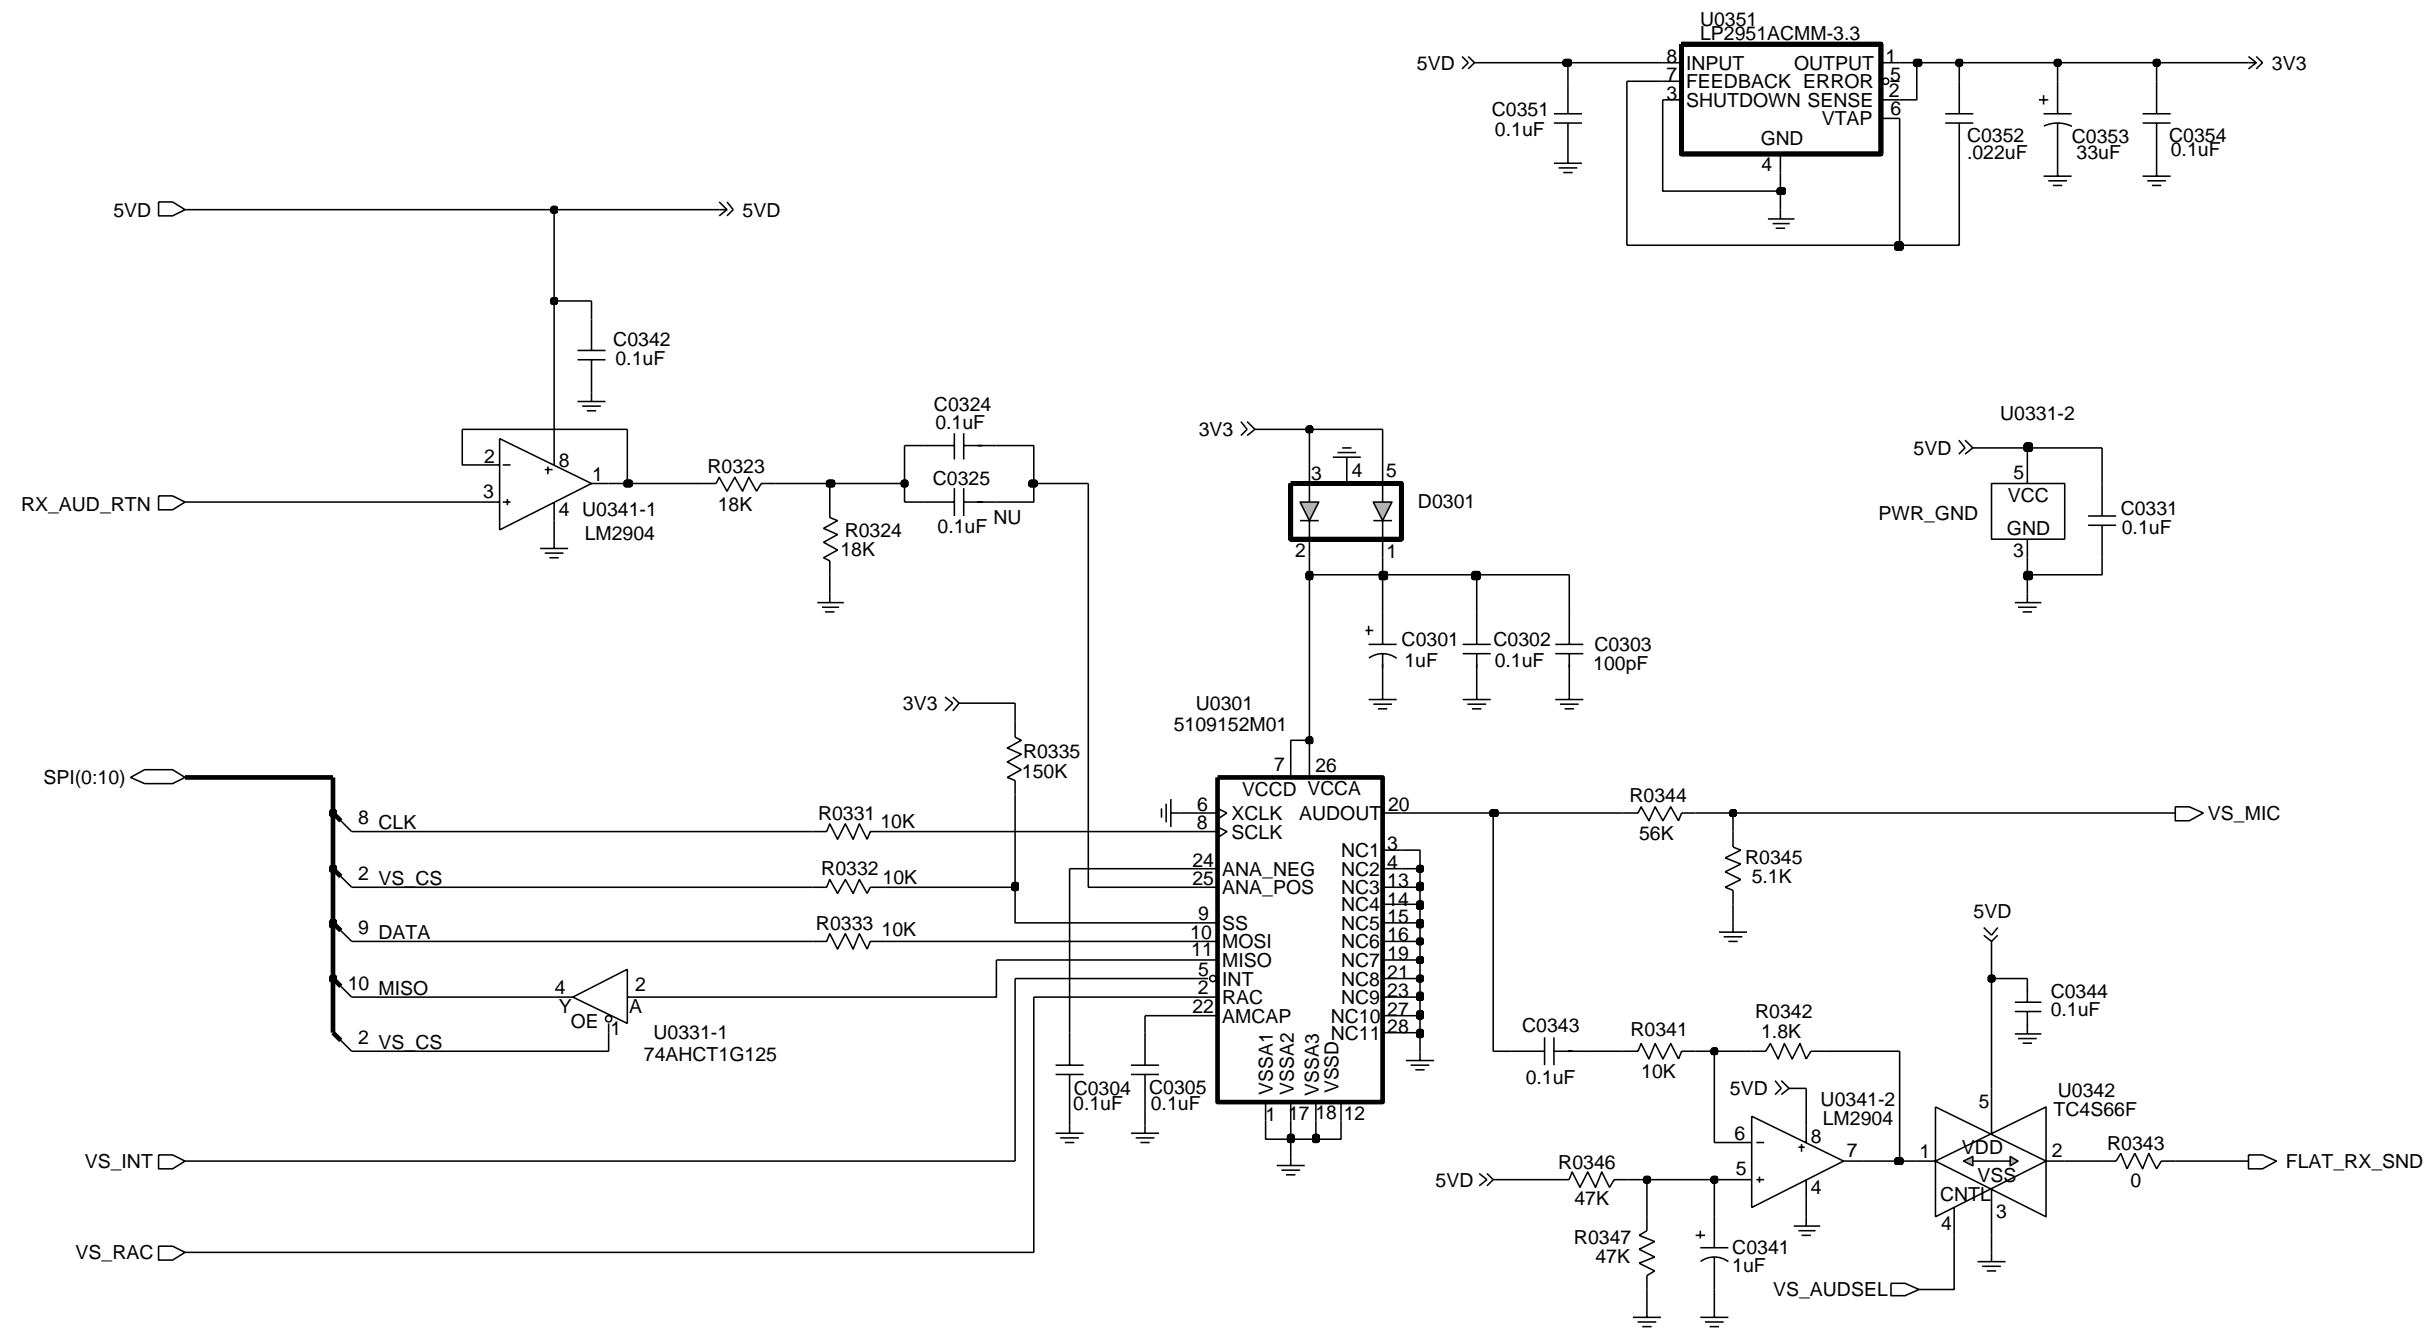 U0351
LP2951ACMM-3.3
5VD
8 INPUT OUTPUT 1
7 FEEDBACK ERROR 5
3 SHUTDOWN SENSE 2
VTAP 6
GND
4
3V3
C0351
0.1uF
C0352
.022uF
+
C0353
33uF
C0354
0.1uF
5VD
5VD
C0342
0.1uF
RX_AUD_RTN
2
3
8
4
1
U0341-1
LM2904
R0323
18K
R0324
18K
C0324
0.1uF
C0325
0.1uF NU
3V3
3 4 5
D0301
2 1
+
C0301
1uF
C0302
0.1uF
C0303
100pF
U0331-2
5VD
5
VCC
PWR_GND
GND
3
C0331
0.1uF
3V3
R0335
150K
U0301
5109152M01
SPI(0:10)
8 CLK
R0331 10K
2 VS_CS
R0332 10K
9 DATA
R0333 10K
10 MISO
4 Y
OE 1
2 A
U0331-1
74AHCT1G125
2 VS_CS
7 26
VCCD VCCA
6 XCLK
8 SCLK
24 ANA_NEG
25 ANA_POS
9 SS
10 MOSI
11 MISO
5 INT
2 RAC
22 AMCAP
AUDOUT 20
NC1 3
NC2 4
NC3 13
NC4 14
NC5 15
NC6 16
NC7 19
NC8 21
NC9 23
NC10 27
NC11 28
VSSA1 VSSA2 VSSA3 VSSD
1 17 18 12
C0304
0.1uF
C0305
0.1uF
VS_INT
VS_RAC
R0344
56K
VS_MIC
R0345
5.1K
C0343
0.1uF
R0341
10K
R0342
1.8K
5VD
U0341-2
LM2904
6
5
8
4
7
5VD
R0346
47K
R0347
47K
+
C0341
1uF
5VD
C0344
0.1uF
U0342
TC4S66F
5
1
VDD
VSS
CNTL
4
3
2
R0343
0
FLAT_RX_SND
VS_AUDSEL